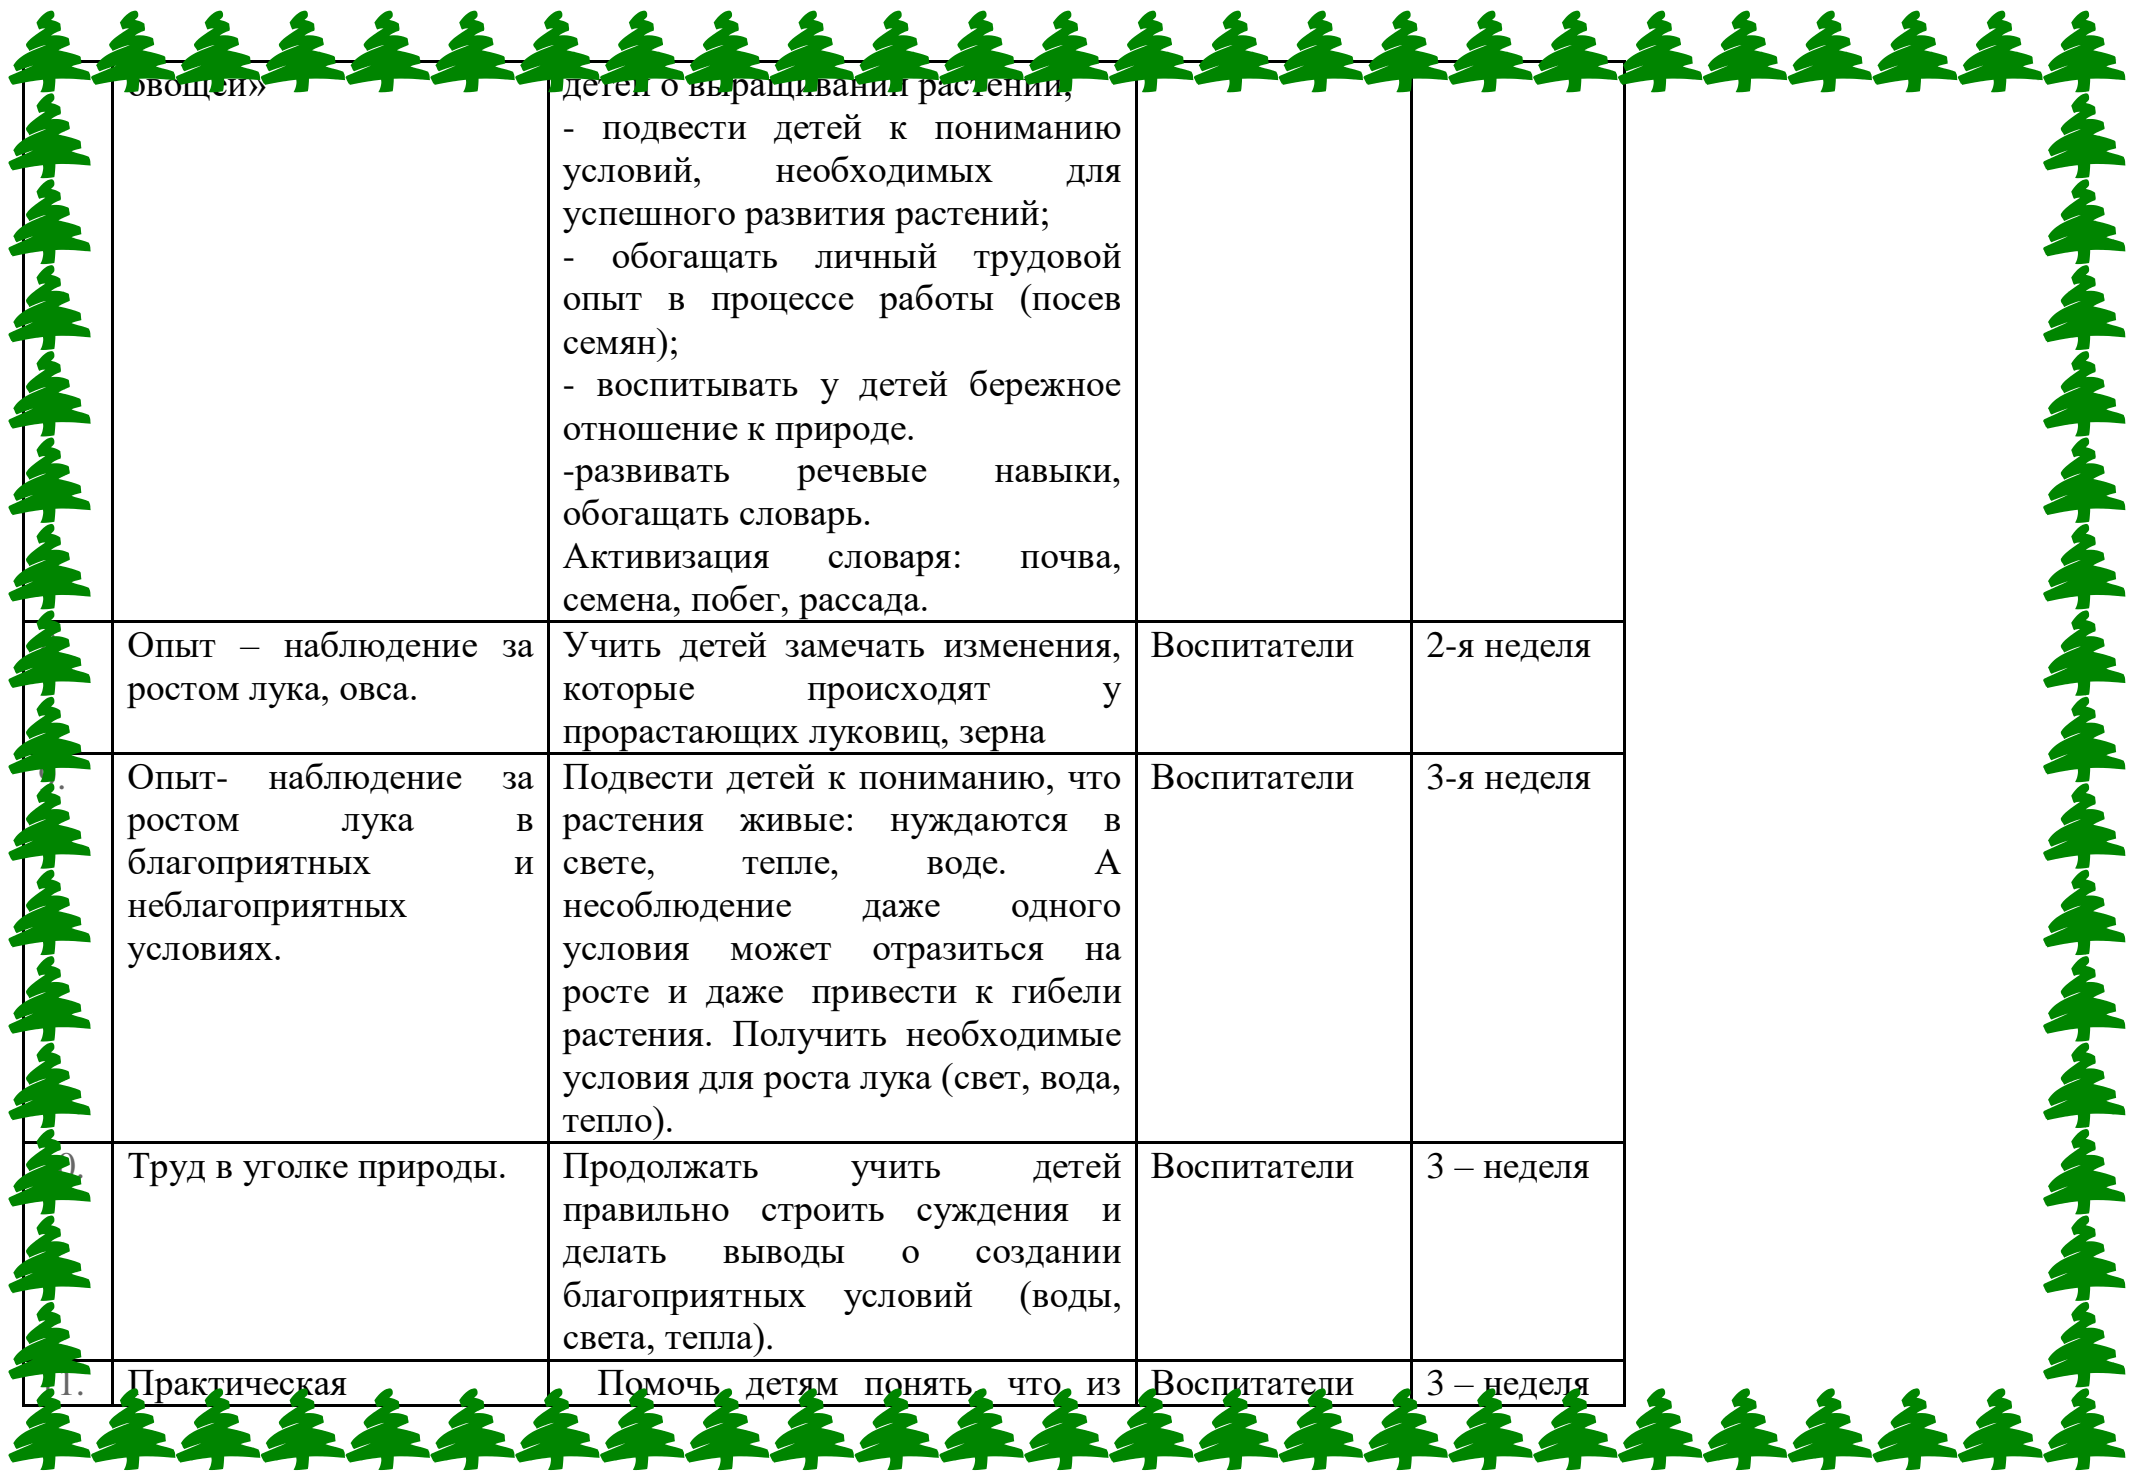 овощей»
детей о выращивании растений;
- подвести детей к пониманию
условий, необходимых для
успешного развития растений;
- обогащать личный трудовой
опыт в процессе работы (посев
семян);
- воспитывать у детей бережное
отношение к природе.
-развивать речевые навыки,
обогащать словарь.
Активизация словаря: почва,
семена, побег, рассада.
Опыт – наблюдение за
ростом лука, овса.
Учить детей замечать изменения,
которые происходят у
прорастающих луковиц, зерна
Воспитатели
2-я неделя
Опыт- наблюдение за
ростом лука в
благоприятных и
неблагоприятных
условиях.
Подвести детей к пониманию, что
растения живые: нуждаются в
свете, тепле, воде. А
несоблюдение даже одного
условия может отразиться на
росте и даже привести к гибели
растения. Получить необходимые
условия для роста лука (свет, вода,
тепло).
Воспитатели
3-я неделя
Труд в уголке природы.
Продолжать учить детей
правильно строить суждения и
делать выводы о создании
благоприятных условий (воды,
света, тепла).
Воспитатели
3 – неделя
Практическая
Помочь детям понять, что из
Воспитатели
3 – неделя